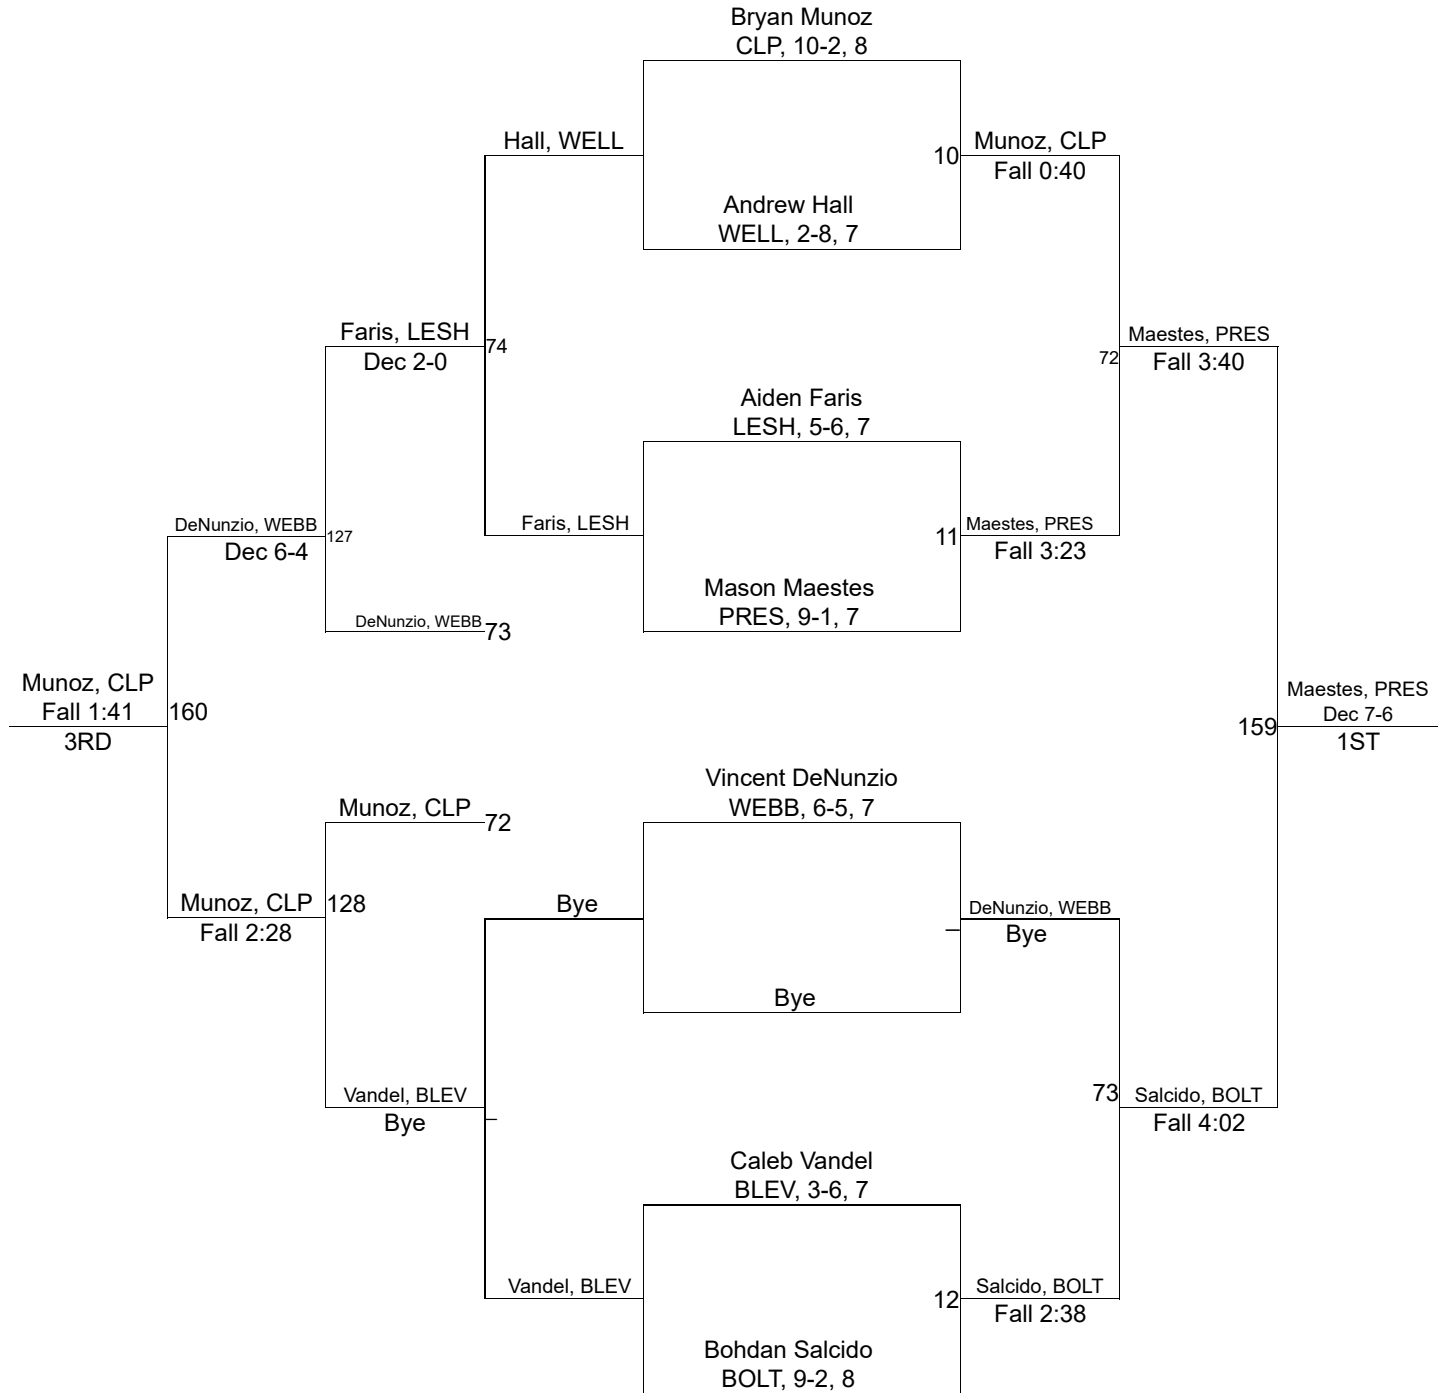 Bryan Munoz
CLP, 10-2, 8
Hall, WELL
10
Munoz, CLP
Fall 0:40
Andrew Hall
WELL, 2-8, 7
Faris, LESH
74
Dec 2-0
Maestes, PRES
72
Fall 3:40
Aiden Faris
LESH, 5-6, 7
DeNunzio, WEBB
127
Dec 6-4
Faris, LESH
11
Maestes, PRES
Fall 3:23
Mason Maestes
PRES, 9-1, 7
DeNunzio, WEBB
73
Munoz, CLP
Fall 1:41
160
3RD
Maestes, PRES
Dec 7-6
159
1ST
Vincent DeNunzio
WEBB, 6-5, 7
Munoz, CLP
72
Munoz, CLP
128
Fall 2:28
Bye
DeNunzio, WEBB
Bye
Bye
Vandel, BLEV
Bye
73
Salcido, BOLT
Fall 4:02
Caleb Vandel
BLEV, 3-6, 7
Vandel, BLEV
12
Salcido, BOLT
Fall 2:38
Bohdan Salcido
BOLT, 9-2, 8